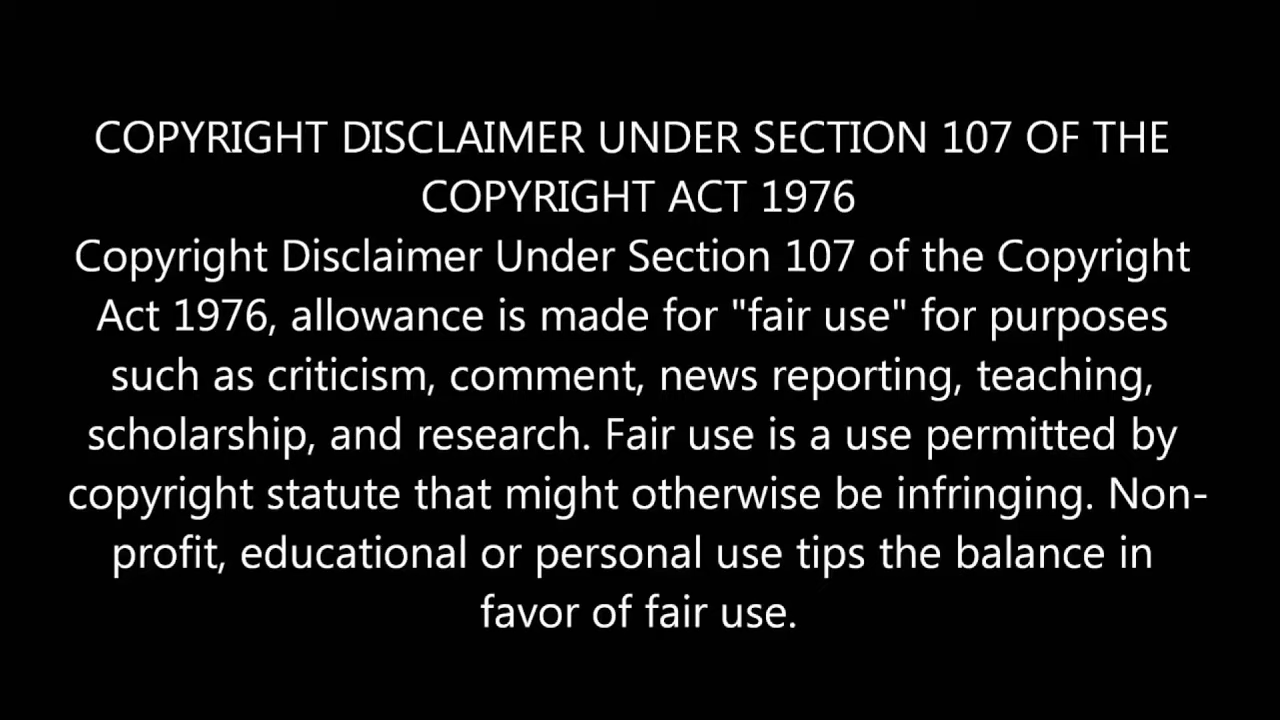 COPYRIGHT DISCLAIMER UNDER SECTION 107 OF THE
COPYRIGHT ACT 1976
Copyright Disclaimer Under Section 107 of the Copyright
Act 1976, allowance is made for "fair use" for purposes
such as criticism, comment, news reporting, teaching,
scholarship, and research. Fair use is a use permitted by
copyright statute that might otherwise be infringing. Non-
profit, educational or personal use tips the balance in
favor of fair use.